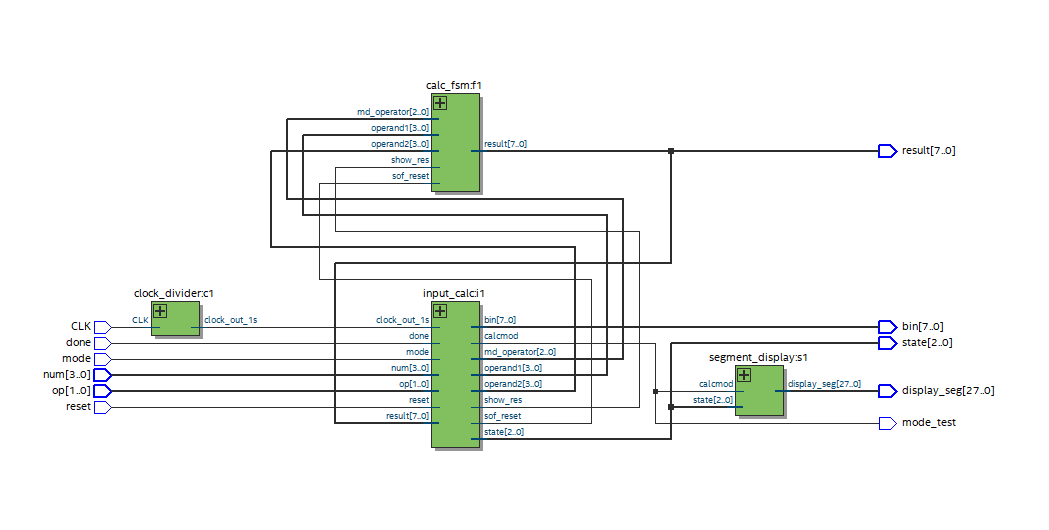 calc_fsm:f1
md_operator[2..0]
operand1[3..0]
operand2[3..0]
show_res
sof_reset
result[7..0]
result[7..0]
clock_divider:c1
CLK
CLK
clock_out_1s
done
mode
num[3..0]
op[1..0]
reset
input_calc:i1
clock_out_1s
done
mode
num[3..0]
op[1..0]
reset
result[7..0]
bin[7..0]
calcmod
md_operator[2..0]
operand1[3..0]
operand2[3..0]
show_res
sof_reset
state[2..0]
segment_display:s1
calcmod
state[2..0]
display_seg[27..0]
bin[7..0]
state[2..0]
display_seg[27..0]
mode_test